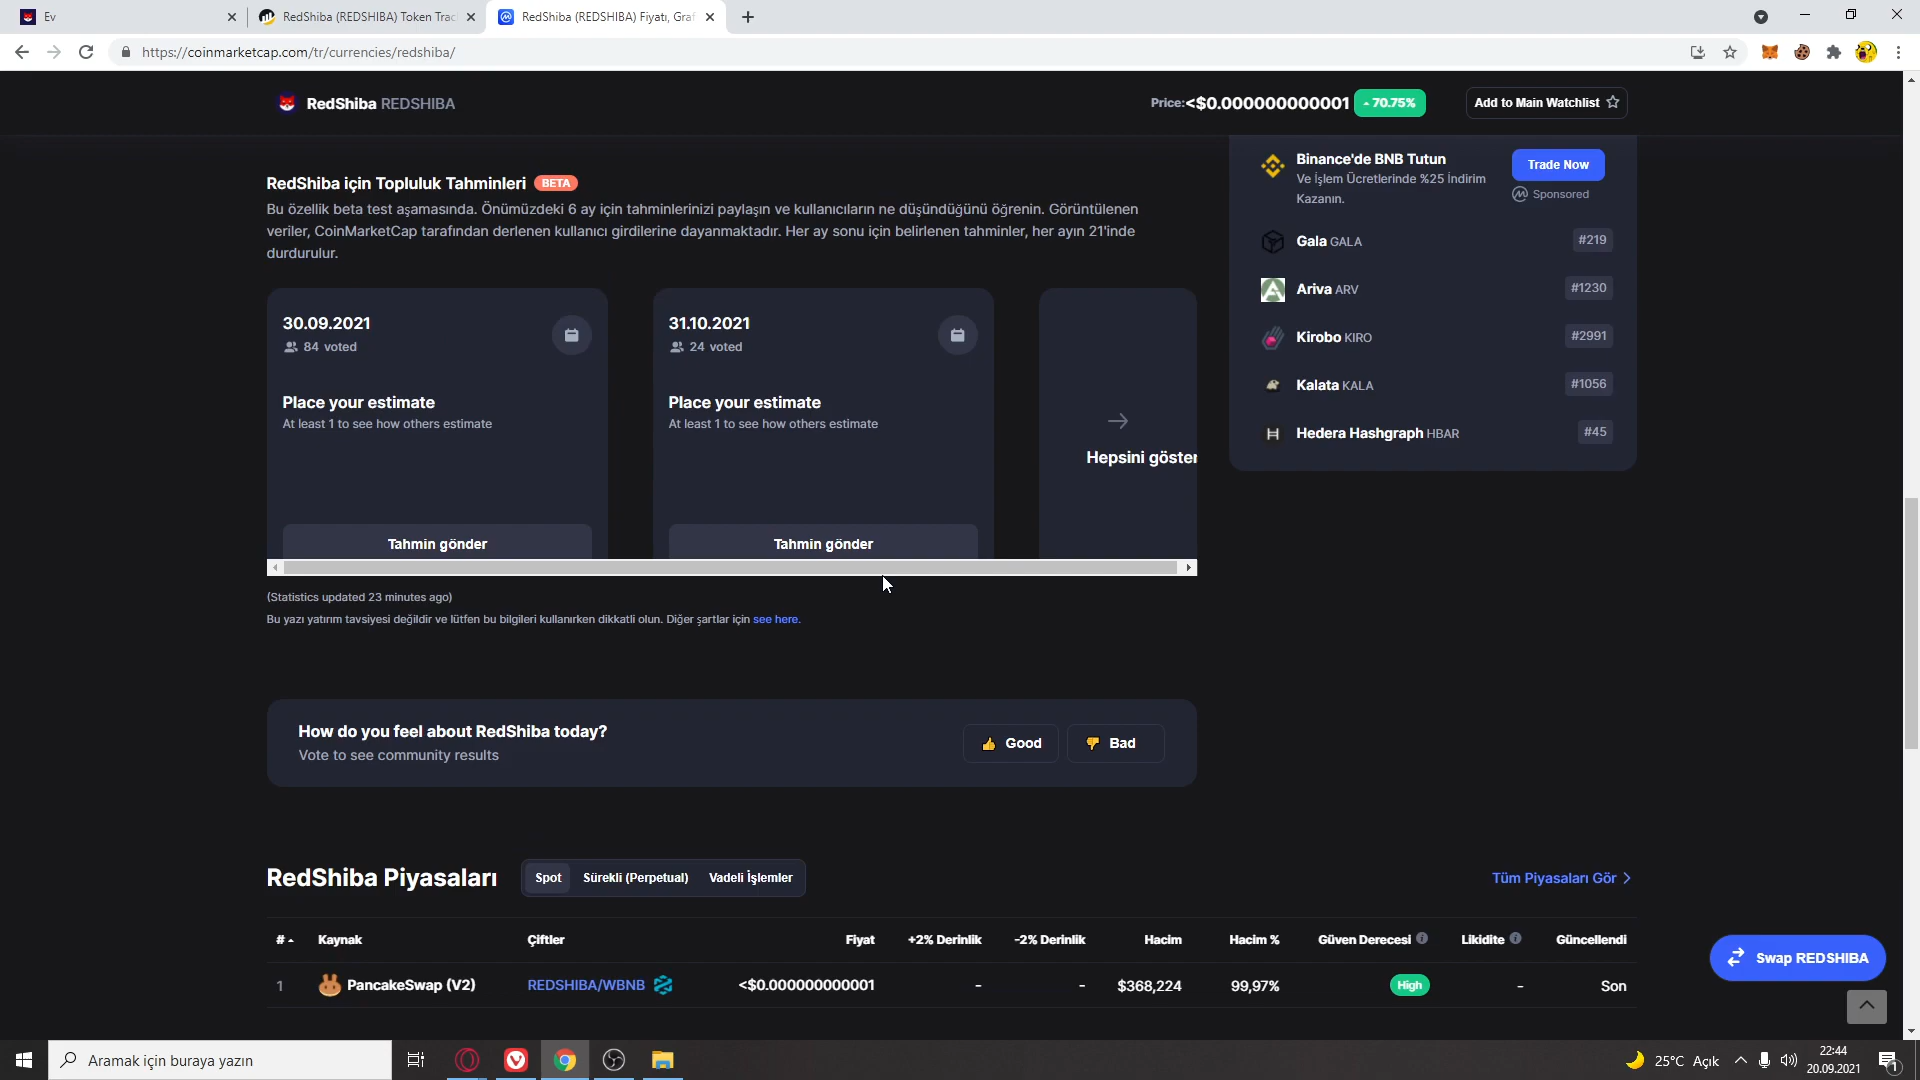 Ev
RedShiba (REDSHIBA) Token Trac
RedShiba (REDSHIBA) Fiyatı, Graf
https://coinmarketcap.com/tr/currencies/redshiba/
RedShiba REDSHIBA
Price:<$0.000000000001
70.75%
Add to Main Watchlist
RedShiba için Topluluk Tahminleri BETA
Bu özellik beta test aşamasında. Önümüzdeki 6 ay için tahminlerinizi paylaşın ve kullanıcıların ne düşündüğünü öğrenin. Görüntülenen
veriler, CoinMarketCap tarafından derlenen kullanıcı girdilerine dayanmaktadır. Her ay sonu için belirlenen tahminler, her ayın 21'inde
durdurulur.
30.09.2021
84 voted
Place your estimate
At least 1 to see how others estimate
Tahmin gönder
31.10.2021
24 voted
Place your estimate
At least 1 to see how others estimate
Tahmin gönder
Hepsini göster
(Statistics updated 23 minutes ago)
Bu yazı yatırım tavsiyesi değildir ve lütfen bu bilgileri kullanırken dikkatli olun. Diğer şartlar için see here.
Binance'de BNB Tutun
Ve İşlem Ücretlerinde %25 İndirim
Kazanın.
Trade Now
Sponsored
Gala GALA #219
Ariva ARV #1230
Kirobo KIRO #2991
Kalata KALA #1056
Hedera Hashgraph HBAR #45
How do you feel about RedShiba today?
Vote to see community results
Good
Bad
RedShiba Piyasaları
Spot Sürekli (Perpetual) Vadeli İşlemler
Tüm Piyasaları Gör
# Kaynak Çiftler Fiyat +2% Derinlik -2% Derinlik Hacim Hacim % Güven Derecesi Likidite Güncellendi
1 PancakeSwap (V2) REDSHIBA/WBNB <$0.000000000001 - - $368,224 99,97% High - Son
Swap REDSHIBA
Aramak için buraya yazın
25°C Açık
22:44
20.09.2021
1